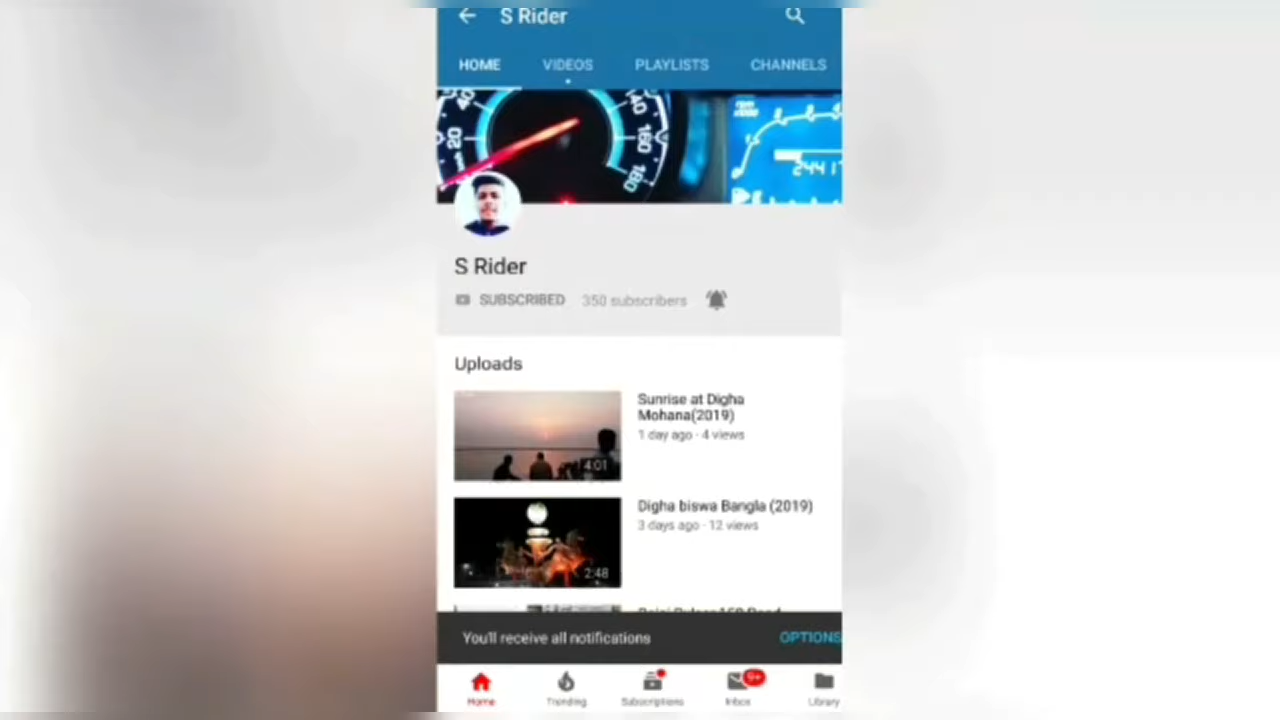 S Rider
HOME VIDEOS PLAYLISTS CHANNELS
S Rider
SUBSCRIBED 350 subscribers
Uploads
Sunrise at Digha
Mohana(2019)
1 day ago · 4 views
4:01
Digha biswa Bangla (2019)
3 days ago · 12 views
2:48
You'll receive all notifications OPTIONS
9+
Home Trending Subscriptions Inbox Library